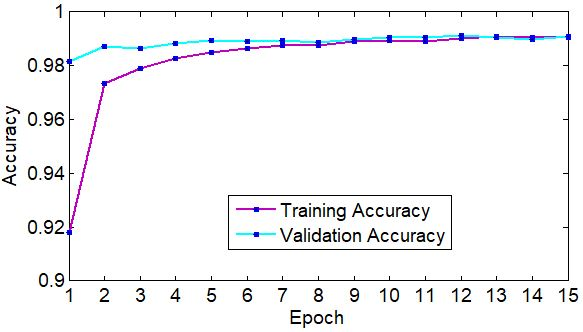 1
0.98
0.96
0.94
0.92
0.9
Accuracy
Training Accuracy
Validation Accuracy
1 2 3 4 5 6 7 8 9 10 11 12 13 14 15
Epoch